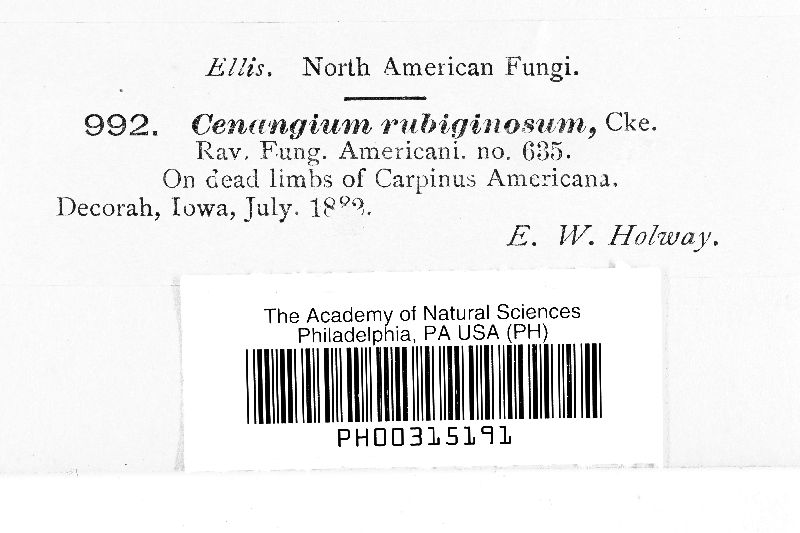 Ellis. North American Fungi.
992. Cenangium rubiginosum, Cke.
Rav. Fung. Americani. no. 635.
On dead limbs of Carpinus Americana.
Decorah, Iowa, July.
E. W. Holway.
The Academy of Natural Sciences
Philadelphia, PA USA (PH)
PH00315191